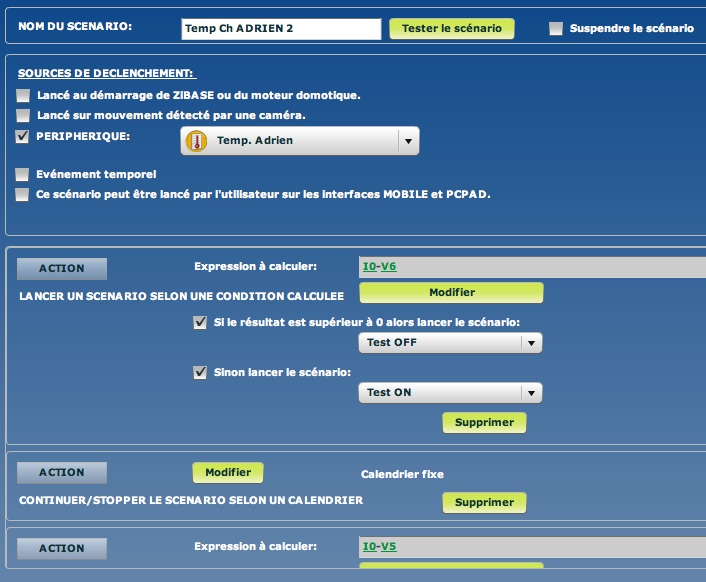 NOM DU SCENARIO: Temp Ch ADRIEN 2 Tester le scénario Suspendre le scénario
SOURCES DE DECLENCHEMENT:
Lancé au démarrage de ZIBASE ou du moteur domotique.
Lancé sur mouvement détecté par une caméra.
PERIPHERIQUE: Temp. Adrien
Evénement temporel
Ce scénario peut être lancé par l'utilisateur sur les interfaces MOBILE et PCPAD.
ACTION Expression à calculer: I0-V6
LANCER UN SCENARIO SELON UNE CONDITION CALCULEE Modifier
Si le résultat est supérieur à 0 alors lancer le scénario:
Test OFF
Sinon lancer le scénario:
Test ON
Supprimer
ACTION Modifier Calendrier fixe
CONTINUER/STOPPER LE SCENARIO SELON UN CALENDRIER Supprimer
ACTION Expression à calculer: I0-V5